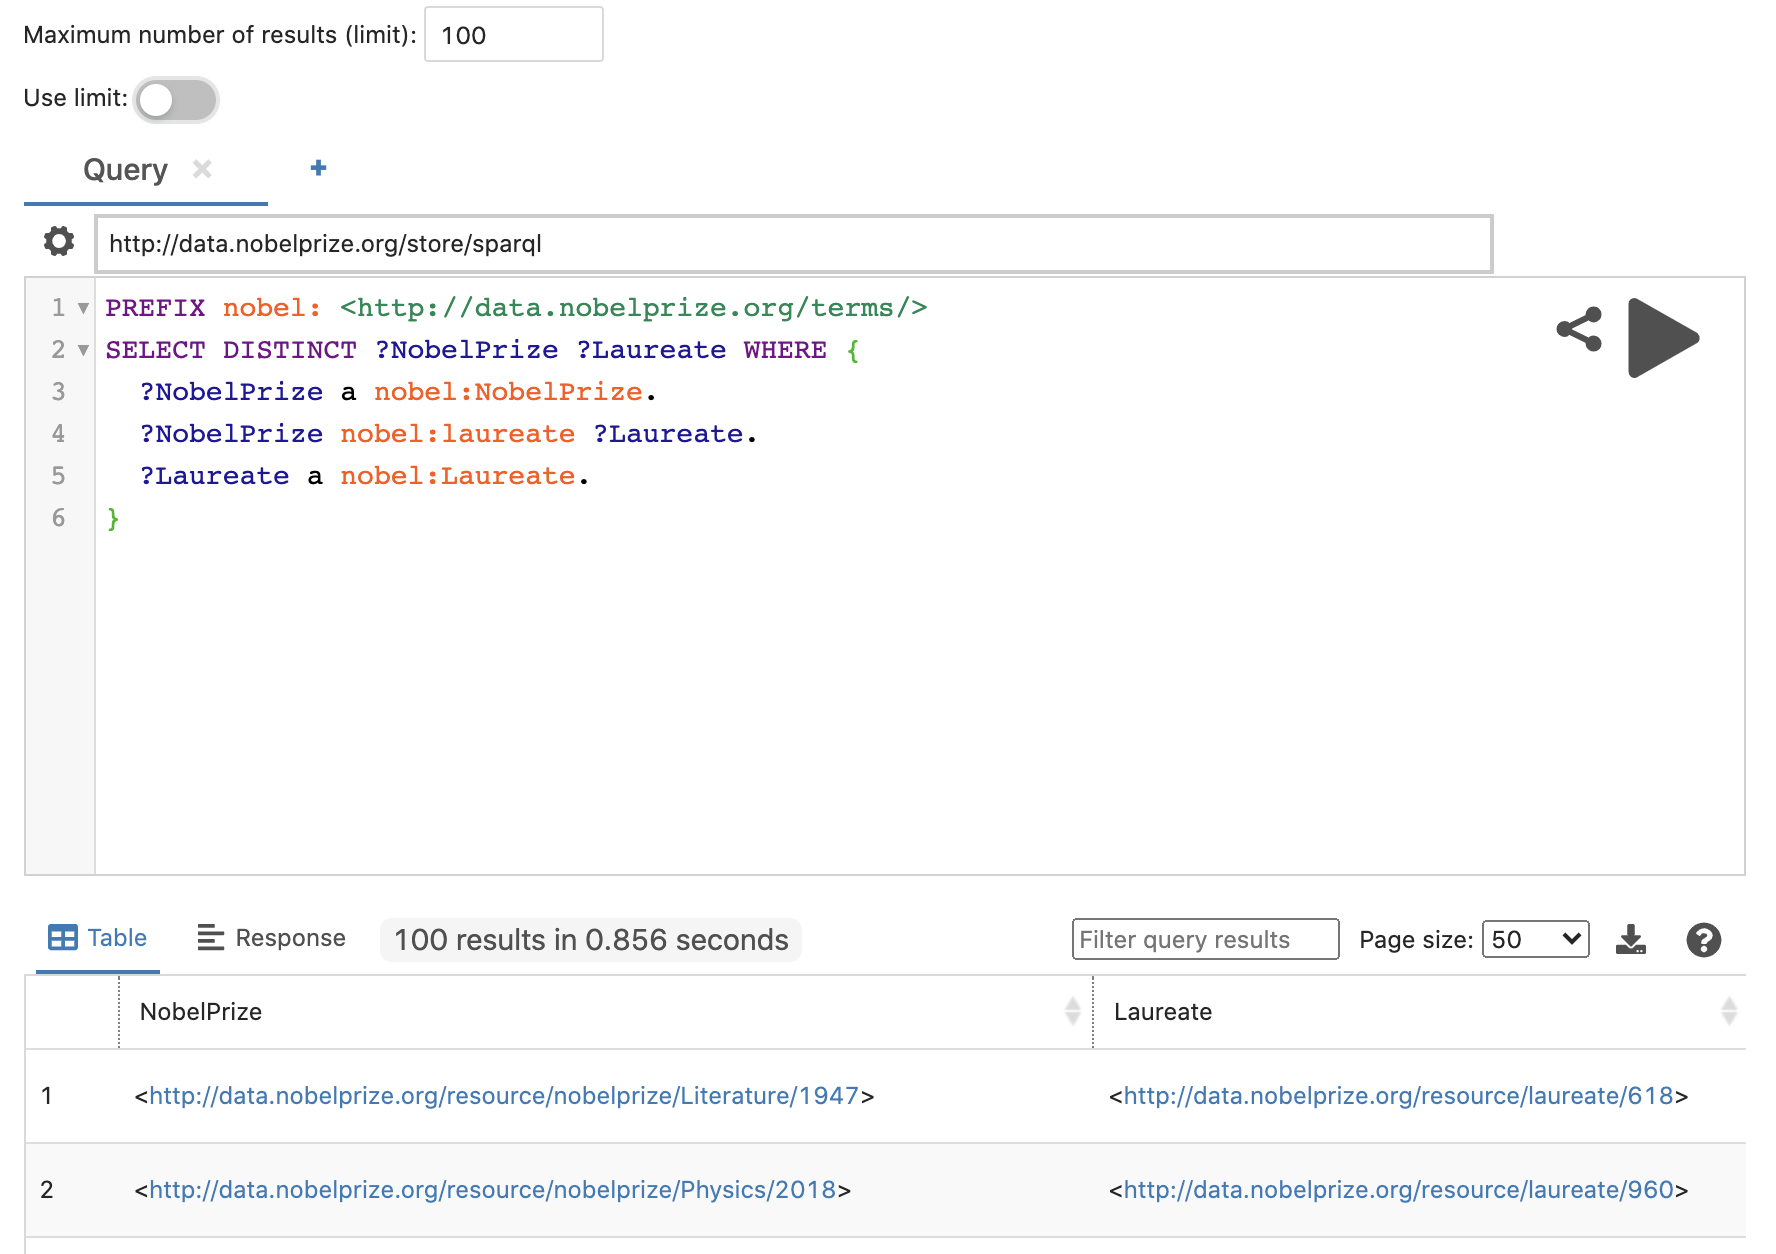 Maximum number of results (limit): 100
Use limit:
Query × +
http://data.nobelprize.org/store/sparql
1 PREFIX nobel: <http://data.nobelprize.org/terms/>
2 SELECT DISTINCT ?NobelPrize ?Laureate WHERE {
3 ?NobelPrize a nobel:NobelPrize.
4 ?NobelPrize nobel:laureate ?Laureate.
5 ?Laureate a nobel:Laureate.
6 }
Table Response 100 results in 0.856 seconds Filter query results Page size: 50
NobelPrize Laureate
1 <http://data.nobelprize.org/resource/nobelprize/Literature/1947> <http://data.nobelprize.org/resource/laureate/618>
2 <http://data.nobelprize.org/resource/nobelprize/Physics/2018> <http://data.nobelprize.org/resource/laureate/960>